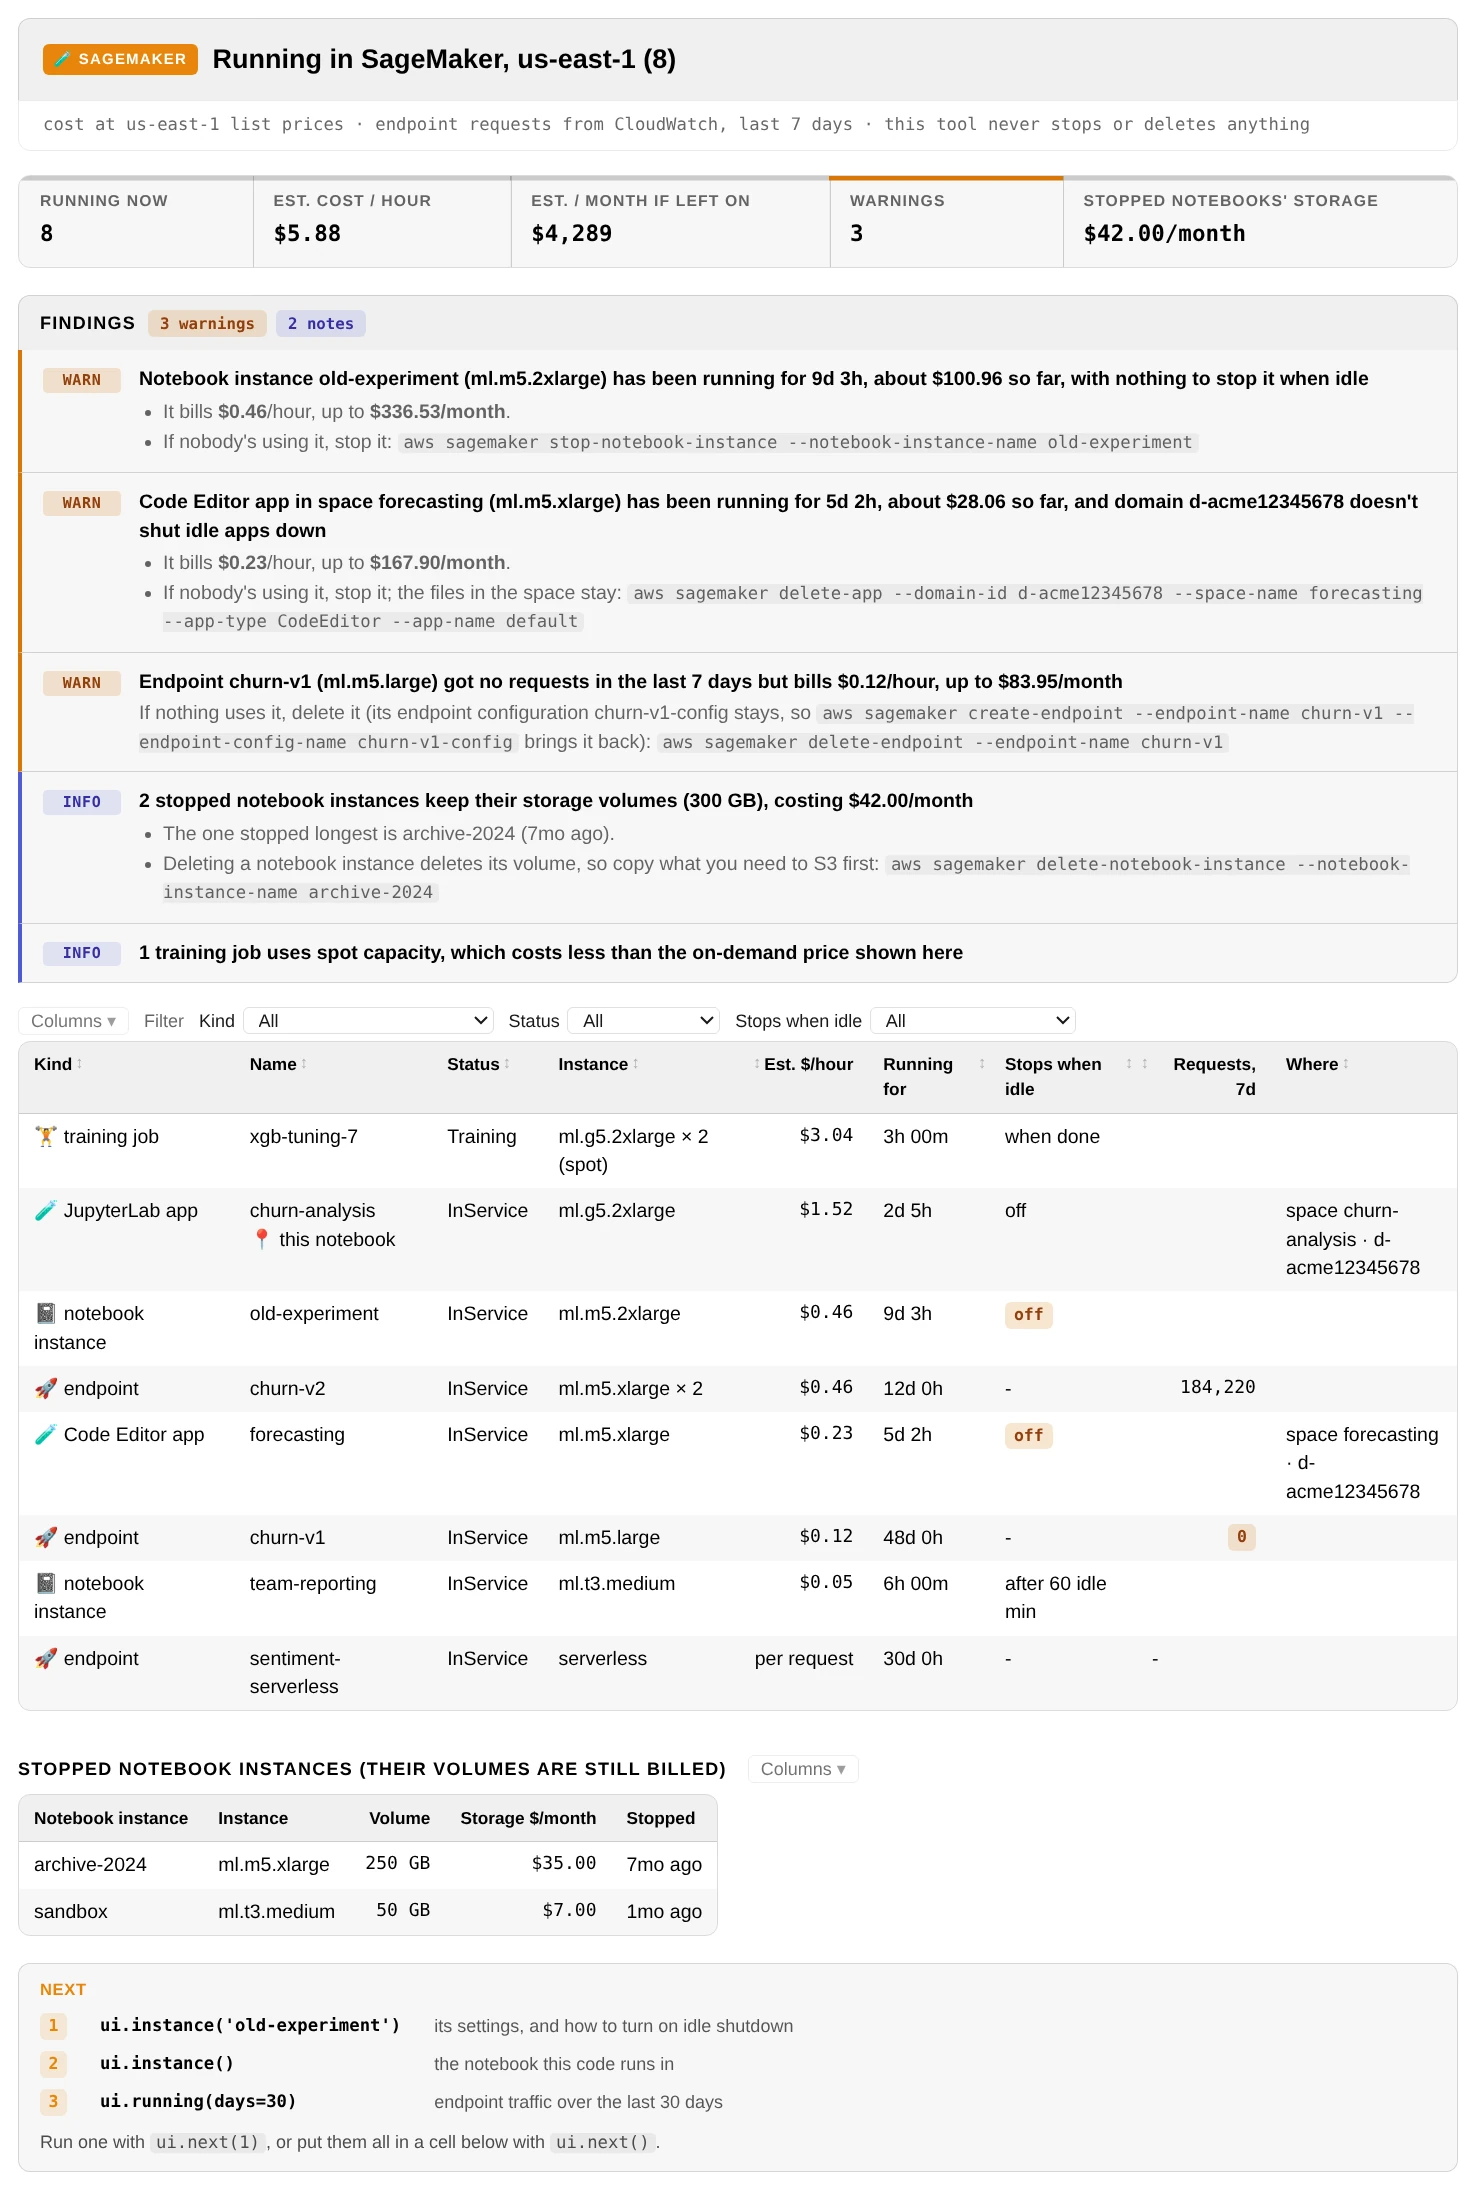 SAGEMAKER Running in SageMaker, us-east-1 (8)
cost at us-east-1 list prices · endpoint requests from CloudWatch, last 7 days · this tool never stops or deletes anything
RUNNING NOW
8
EST. COST / HOUR
$5.88
EST. / MONTH IF LEFT ON
$4,289
WARNINGS
3
STOPPED NOTEBOOKS' STORAGE
$42.00/month
FINDINGS 3 warnings 2 notes
WARN Notebook instance old-experiment (ml.m5.2xlarge) has been running for 9d 3h, about $100.96 so far, with nothing to stop it when idle
• It bills $0.46/hour, up to $336.53/month.
• If nobody's using it, stop it: aws sagemaker stop-notebook-instance --notebook-instance-name old-experiment
WARN Code Editor app in space forecasting (ml.m5.xlarge) has been running for 5d 2h, about $28.06 so far, and domain d-acme12345678 doesn't
shut idle apps down
• It bills $0.23/hour, up to $167.90/month.
• If nobody's using it, stop it; the files in the space stay: aws sagemaker delete-app --domain-id d-acme12345678 --space-name forecasting
--app-type CodeEditor --app-name default
WARN Endpoint churn-v1 (ml.m5.large) got no requests in the last 7 days but bills $0.12/hour, up to $83.95/month
If nothing uses it, delete it (its endpoint configuration churn-v1-config stays, so aws sagemaker create-endpoint --endpoint-name churn-v1 --
endpoint-config-name churn-v1-config brings it back): aws sagemaker delete-endpoint --endpoint-name churn-v1
INFO 2 stopped notebook instances keep their storage volumes (300 GB), costing $42.00/month
• The one stopped longest is archive-2024 (7mo ago).
• Deleting a notebook instance deletes its volume, so copy what you need to S3 first: aws sagemaker delete-notebook-instance --notebook-
instance-name archive-2024
INFO 1 training job uses spot capacity, which costs less than the on-demand price shown here
Columns ▾ Filter Kind All Status All Stops when idle All
Kind ↕ Name ↕ Status ↕ Instance ↕ ↕ Est. $/hour Running for ↕ Stops when idle ↕ ↕ Requests, 7d Where ↕
training job xgb-tuning-7 Training ml.g5.2xlarge × 2 (spot) $3.04 3h 00m when done
JupyterLab app churn-analysis 📍 this notebook InService ml.g5.2xlarge $1.52 2d 5h off space churn-analysis · d-acme12345678
notebook instance old-experiment InService ml.m5.2xlarge $0.46 9d 3h off
endpoint churn-v2 InService ml.m5.xlarge × 2 $0.46 12d 0h - 184,220
Code Editor app forecasting InService ml.m5.xlarge $0.23 5d 2h off space forecasting · d-acme12345678
endpoint churn-v1 InService ml.m5.large $0.12 48d 0h - 0
notebook instance team-reporting InService ml.t3.medium $0.05 6h 00m after 60 idle min
endpoint sentiment-serverless InService serverless per request 30d 0h - -
STOPPED NOTEBOOK INSTANCES (THEIR VOLUMES ARE STILL BILLED) Columns ▾
Notebook instance Instance Volume Storage $/month Stopped
archive-2024 ml.m5.xlarge 250 GB $35.00 7mo ago
sandbox ml.t3.medium 50 GB $7.00 1mo ago
NEXT
1 ui.instance('old-experiment') its settings, and how to turn on idle shutdown
2 ui.instance() the notebook this code runs in
3 ui.running(days=30) endpoint traffic over the last 30 days
Run one with ui.next(1), or put them all in a cell below with ui.next().